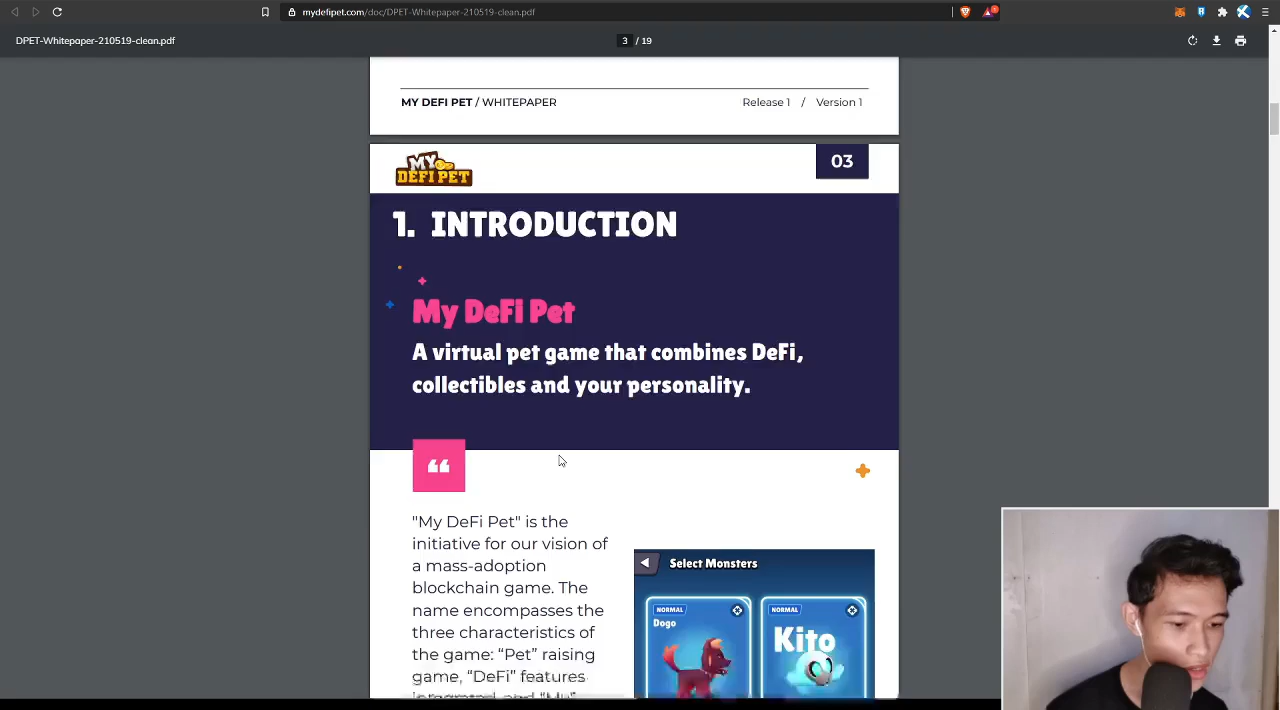 mydefipet.com/doc/DPET-Whitepaper-210519-clean.pdf
DPET-Whitepaper-210519-clean.pdf
3 / 19
MY DEFI PET / WHITEPAPER
Release 1 / Version 1
MY
DEFI PET
03
1. INTRODUCTION
My DeFi Pet
A virtual pet game that combines DeFi,
collectibles and your personality.
“
"My DeFi Pet" is the
initiative for our vision of
a mass-adoption
blockchain game. The
name encompasses the
three characteristics of
the game: “Pet” raising
game, “DeFi” features
Select Monsters
NORMAL
Dogo
NORMAL
Kito